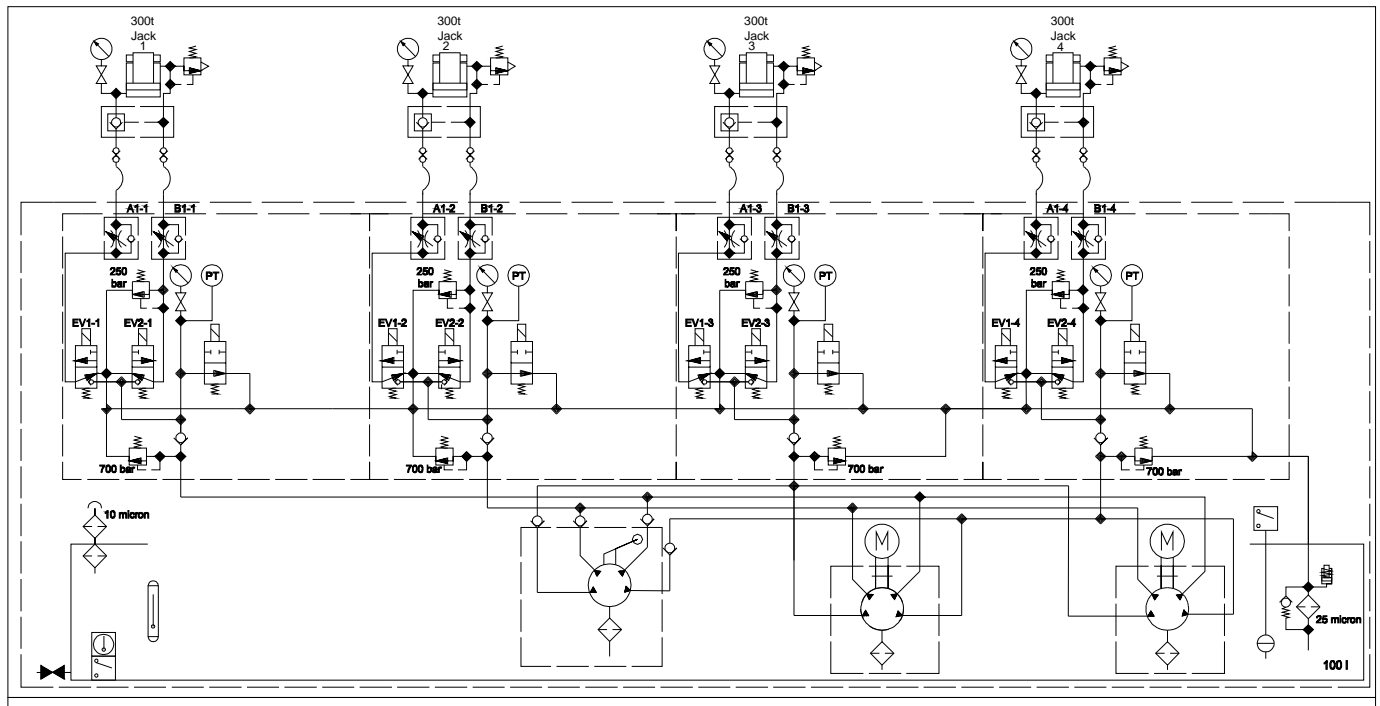 300t
Jack
1
300t
Jack
2
300t
Jack
3
300t
Jack
4
A1-1 B1-1
A1-2 B1-2
A1-3 B1-3
A1-4 B1-4
250
bar
PT
250
bar
PT
250
bar
PT
250
bar
PT
EV1-1 EV2-1
EV1-2 EV2-2
EV1-3 EV2-3
EV1-4 EV2-4
700 bar
700 bar
700 bar
700 bar
10 micron
M
M
25 micron
100 l